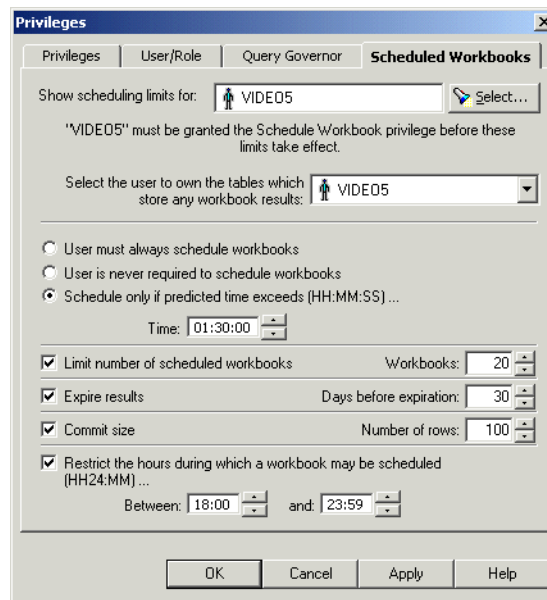 Privileges
Privileges User/Role Query Governor Scheduled Workbooks
Show scheduling limits for: VIDEO5 Select...
"VIDEO5" must be granted the Schedule Workbook privilege before these
limits take effect.
Select the user to own the tables which
store any workbook results: VIDEO5
User must always schedule workbooks
User is never required to schedule workbooks
Schedule only if predicted time exceeds (HH:MM:SS) ...
Time: 01:30:00
Limit number of scheduled workbooks Workbooks: 20
Expire results Days before expiration: 30
Commit size Number of rows: 100
Restrict the hours during which a workbook may be scheduled
(HH24:MM) ...
Between: 18:00 and: 23:59
OK Cancel Apply Help